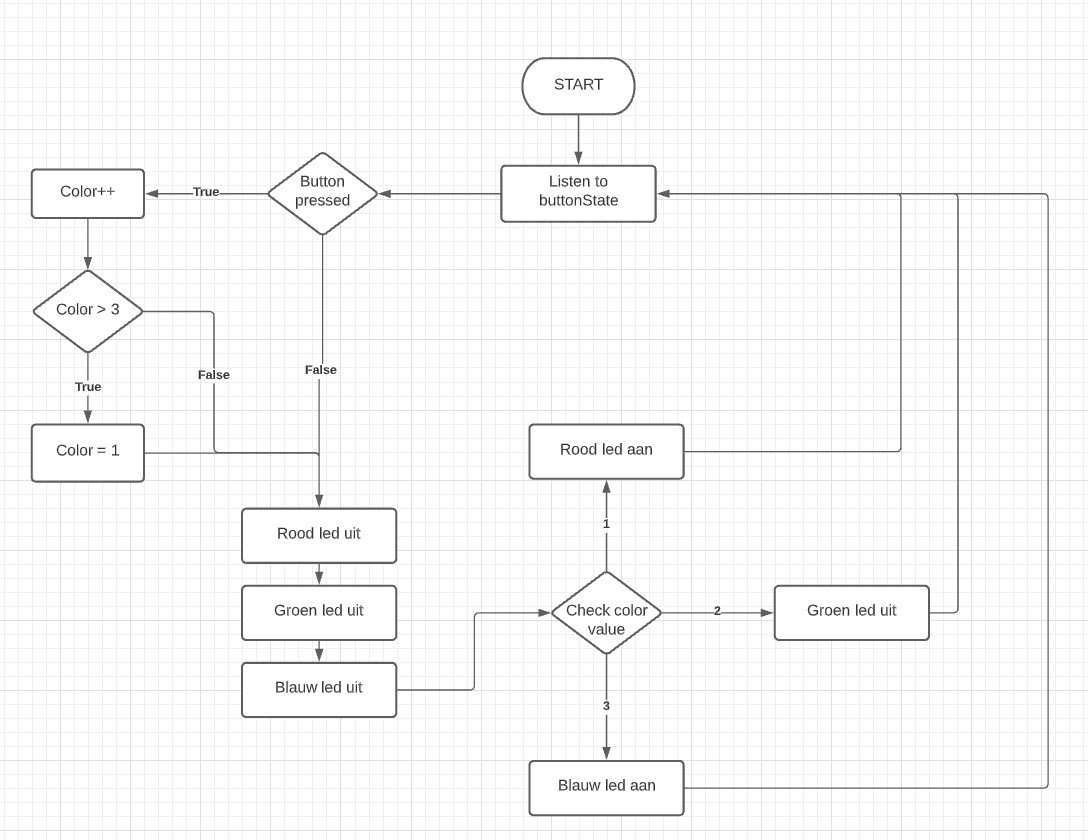 START
Listen to
buttonState
Button
pressed
True
Color++
Color > 3
True
False
False
Color = 1
Rood led uit
Groen led uit
Blauw led uit
Check color
value
1
Rood led aan
2
Groen led uit
3
Blauw led aan